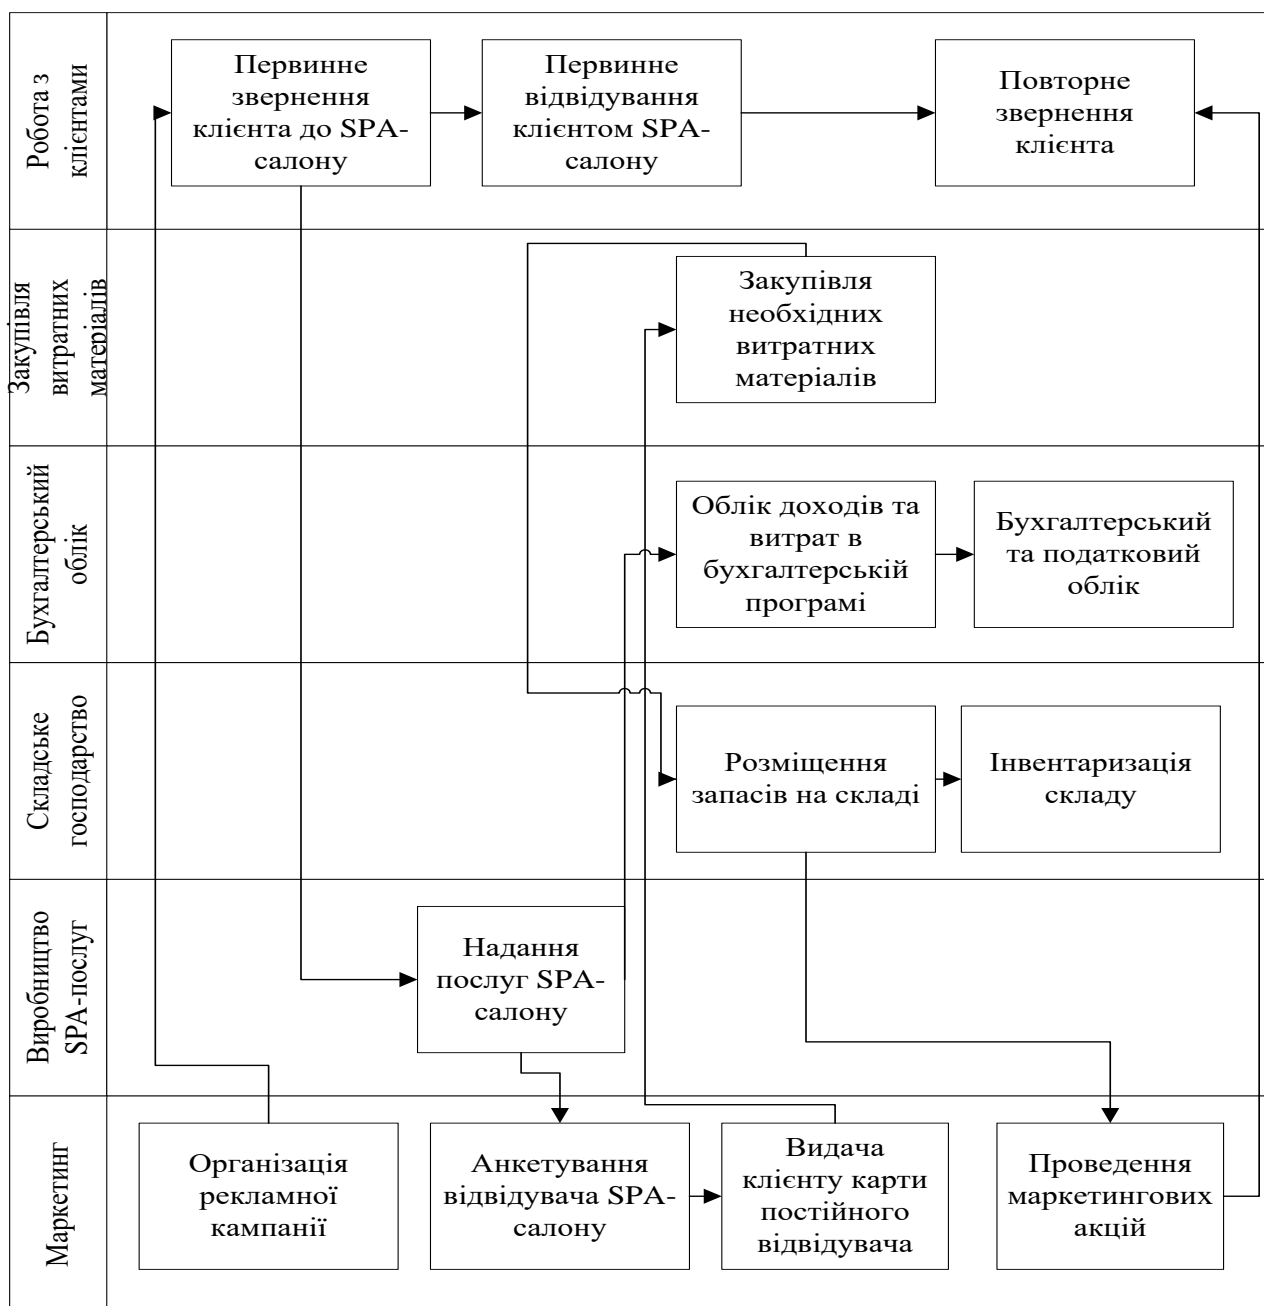 Робота з
клієнтами
Первинне
звернення
клієнта до SPA-
салону
Первинне
відвідування
клієнтом SPA-
салону
Повторне
звернення
клієнта
Закупівля
витратних
матеріалів
Закупівля
необхідних
витратних
матеріалів
Бухгалтерський
облік
Облік доходів та
витрат в
бухгалтерській
програмі
Бухгалтерський
та податковий
облік
Складське
господарство
Розміщення
запасів на складі
Інвентаризація
складу
Виробництво
SPA-послуг
Надання
послуг SPA-
салону
Маркетинг
Організація
рекламної
кампанії
Анкетування
відвідувача SPA-
салону
Видача
клієнту карти
постійного
відвідувача
Проведення
маркетингових
акцій